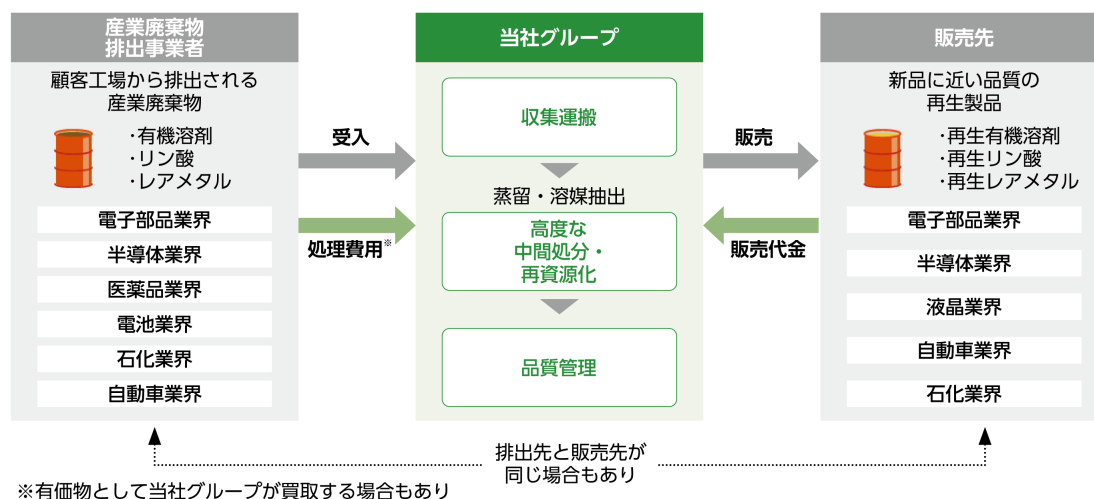 産業廃棄物
排出事業者
顧客工場から排出される
産業廃棄物
・有機溶剤
・リン酸
・レアメタル
電子部品業界
半導体業界
医薬品業界
電池業界
石化業界
自動車業界
受入
処理費用※
当社グループ
収集運搬
蒸留・溶媒抽出
高度な
中間処分・
再資源化
品質管理
販売
販売代金
販売先
新品に近い品質の
再生製品
・再生有機溶剤
・再生リン酸
・再生レアメタル
電子部品業界
半導体業界
液晶業界
自動車業界
石化業界
排出先と販売先が
同じ場合もあり
※有価物として当社グループが買取する場合もあり